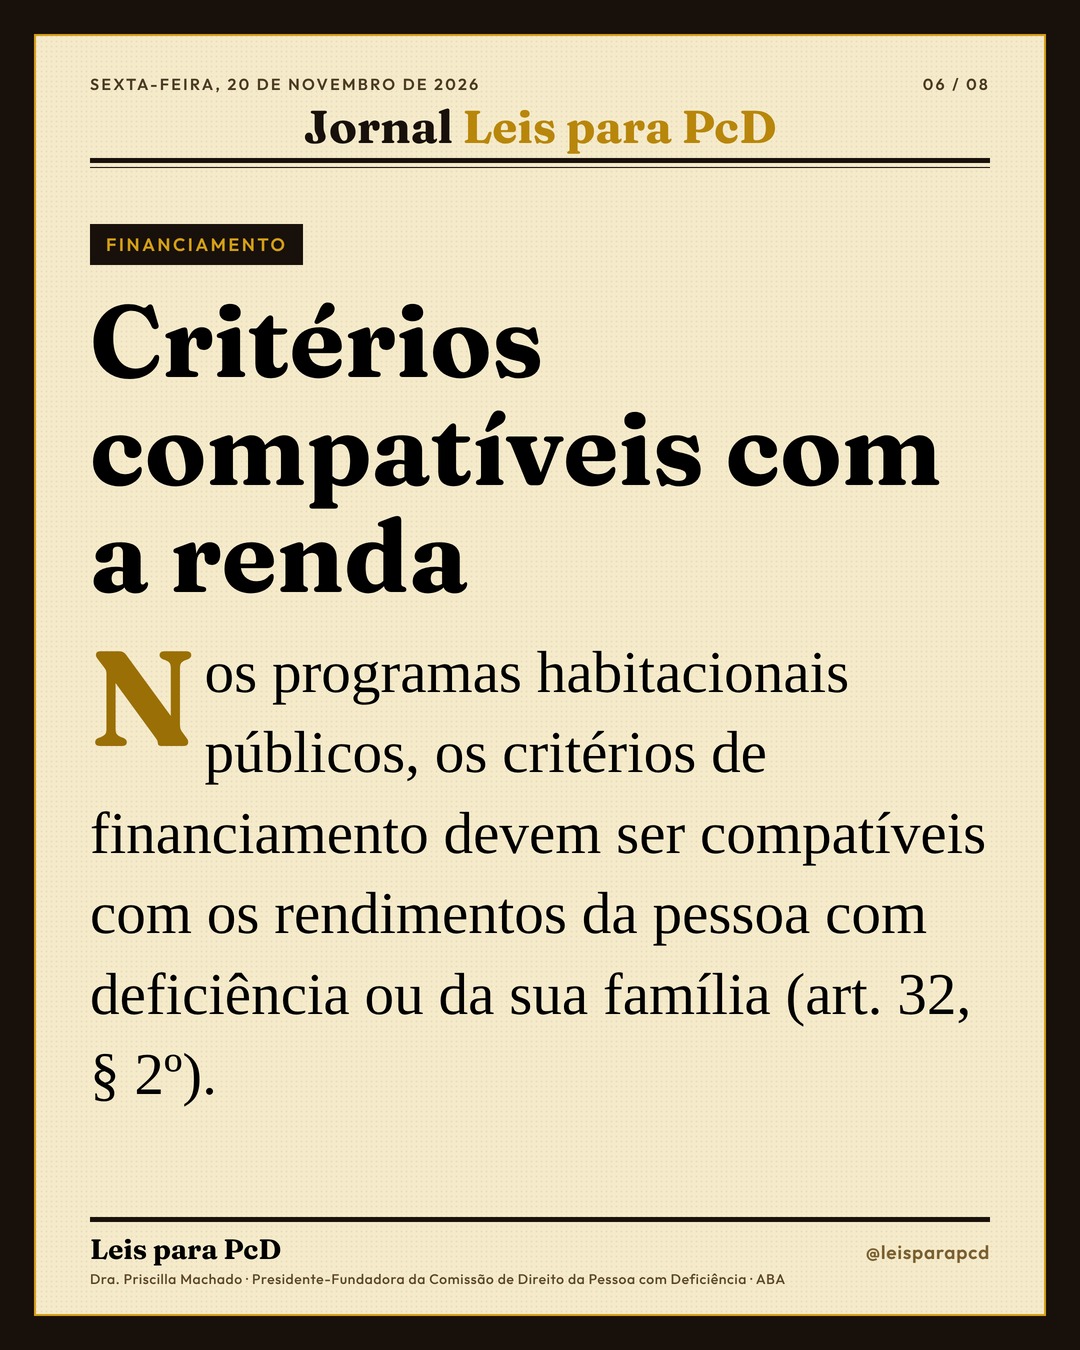 SEXTA-FEIRA, 20 DE NOVEMBRO DE 2026
06 / 08
Jornal Leis para PcD
FINANCIAMENTO
Critérios
compatíveis com
a renda
Nos programas habitacionais
públicos, os critérios de
financiamento devem ser compatíveis
com os rendimentos da pessoa com
deficiência ou da sua família (art. 32,
§ 2º).
Leis para PcD
@leisparapcd
Dra. Priscilla Machado · Presidente-Fundadora da Comissão de Direito da Pessoa com Deficiência · ABA